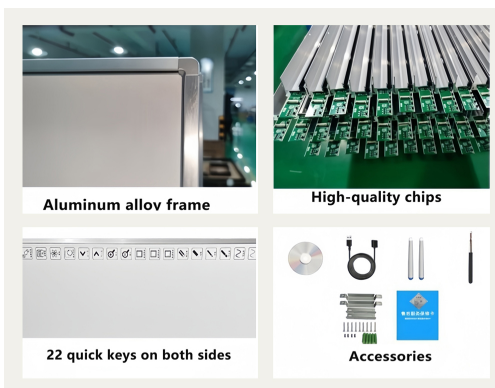 Aluminum alloy frame
High-quality chips
22 quick keys on both sides
Accessories